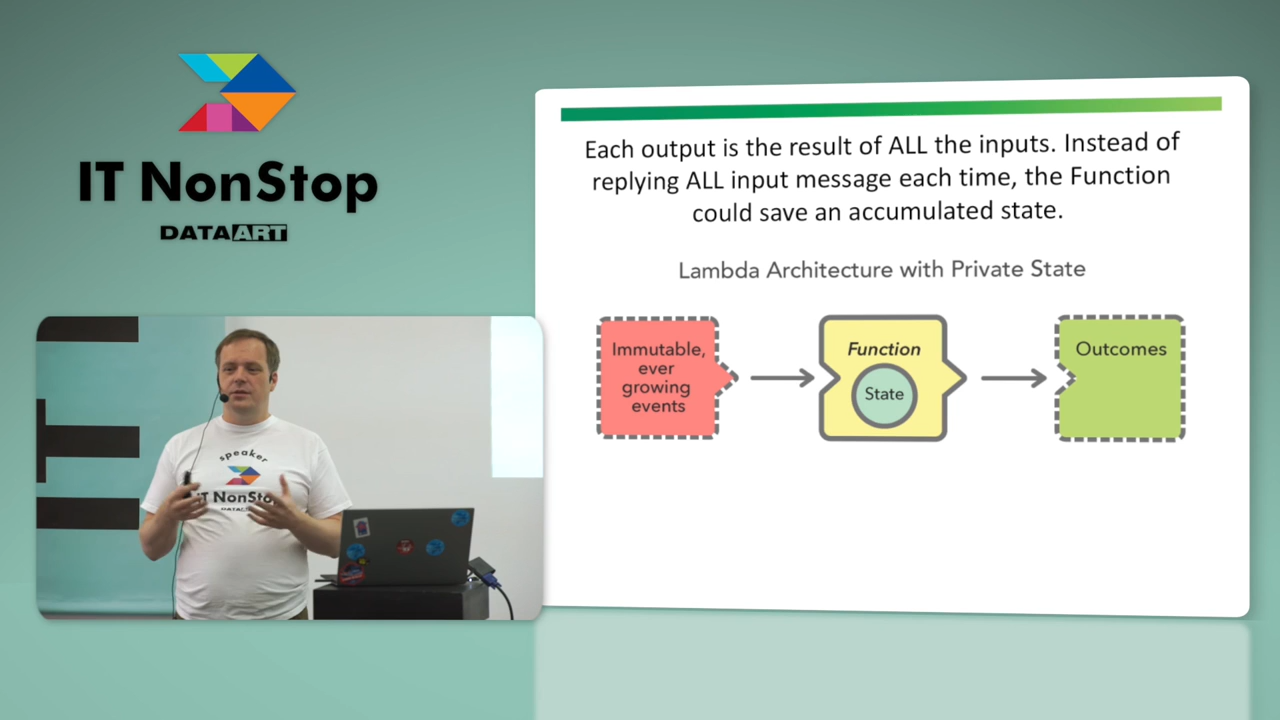 IT NonStop
DATAART
Each output is the result of ALL the inputs. Instead of
replying ALL input message each time, the Function
could save an accumulated state.
Lambda Architecture with Private State
Immutable,
ever
growing
events
Function
State
Outcomes
speaker
IT NonStop